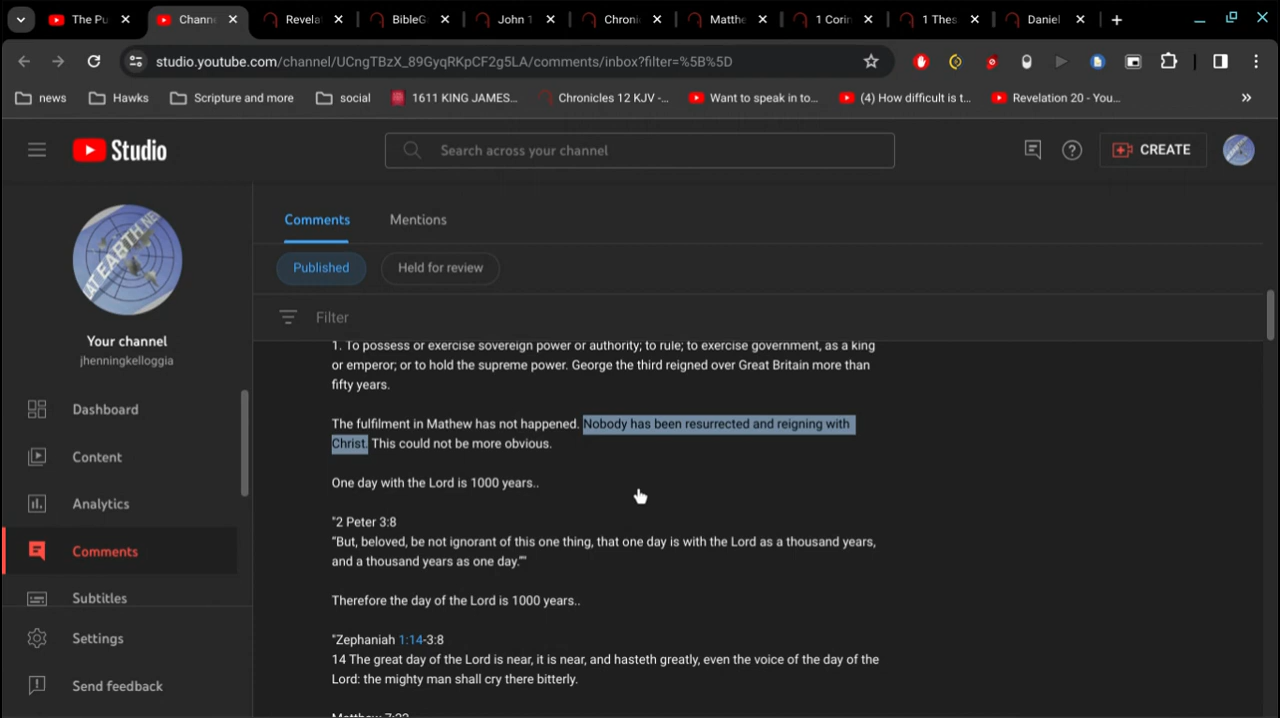 The Pu
Channe
Revela
BibleG
John 1
Chroni
Matthe
1 Corin
1 Thes
Daniel
studio.youtube.com/channel/UCngTBzX_89GyqRKpCF2g5LA/comments/inbox?filter=%5B%5D
news
Hawks
Scripture and more
social
1611 KING JAMES...
Chronicles 12 KJV -...
Want to speak in to...
(4) How difficult is t...
Revelation 20 - You...
»
Studio
Search across your channel
CREATE
AT EARTH NE
Your channel
jhenningkelloggia
Dashboard
Content
Analytics
Comments
Subtitles
Settings
Send feedback
Comments
Mentions
Published
Held for review
Filter
1. To possess or exercise sovereign power or authority; to rule; to exercise government, as a king
or emperor; or to hold the supreme power. George the third reigned over Great Britain more than
fifty years.
The fulfilment in Mathew has not happened. Nobody has been resurrected and reigning with
Christ. This could not be more obvious.
One day with the Lord is 1000 years..
"2 Peter 3:8
“But, beloved, be not ignorant of this one thing, that one day is with the Lord as a thousand years,
and a thousand years as one day.”"
Therefore the day of the Lord is 1000 years..
"Zephaniah 1:14-3:8
14 The great day of the Lord is near, it is near, and hasteth greatly, even the voice of the day of the
Lord: the mighty man shall cry there bitterly.
Matthew 7:22